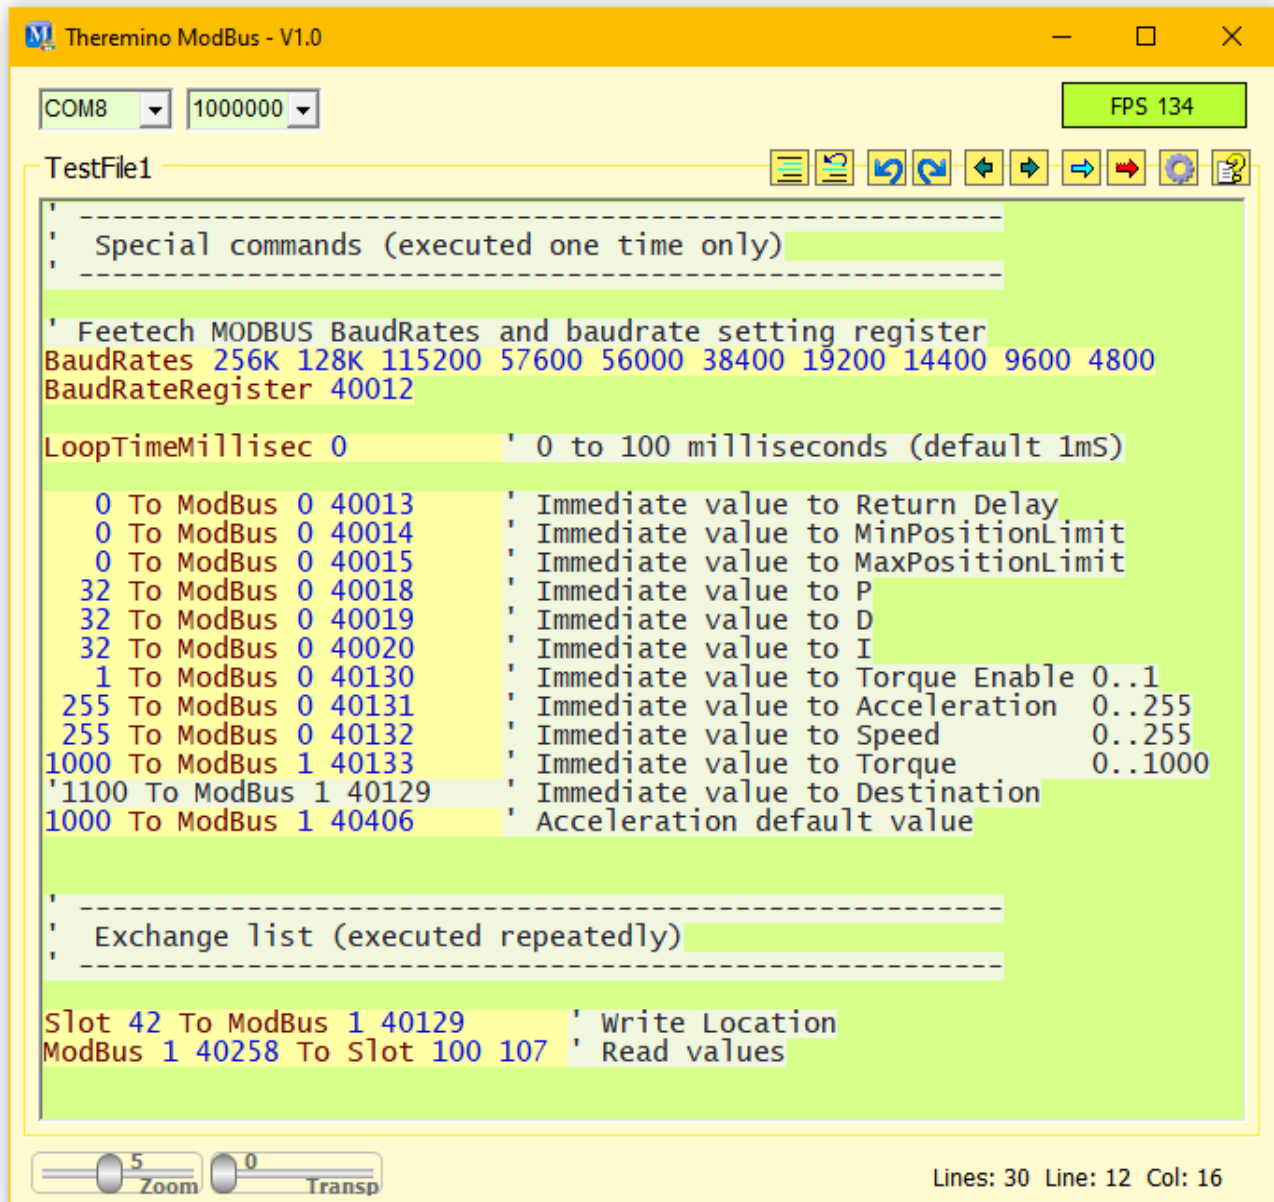 Theremino ModBus - V1.0
COM8 1000000 FPS 134
TestFile1
' -------------------------------------------------------
'  Special commands (executed one time only)
' -------------------------------------------------------
' Feetech MODBUS BaudRates and baudrate setting register
BaudRates 256K 128K 115200 57600 56000 38400 19200 14400 9600 4800
BaudRateRegister 40012
LoopTimeMillisec 0         ' 0 to 100 milliseconds (default 1mS)
   0 To ModBus 0 40013     ' Immediate value to Return Delay
   0 To ModBus 0 40014     ' Immediate value to MinPositionLimit
   0 To ModBus 0 40015     ' Immediate value to MaxPositionLimit
  32 To ModBus 0 40018     ' Immediate value to P
  32 To ModBus 0 40019     ' Immediate value to D
  32 To ModBus 0 40020     ' Immediate value to I
   1 To ModBus 0 40130     ' Immediate value to Torque Enable 0..1
 255 To ModBus 0 40131     ' Immediate value to Acceleration  0..255
 255 To ModBus 0 40132     ' Immediate value to Speed         0..255
1000 To ModBus 1 40133     ' Immediate value to Torque        0..1000
'1100 To ModBus 1 40129    ' Immediate value to Destination
1000 To ModBus 1 40406     ' Acceleration default value
' -------------------------------------------------------
'  Exchange list (executed repeatedly)
' -------------------------------------------------------
Slot 42 To ModBus 1 40129      ' Write Location
ModBus 1 40258 To Slot 100 107 ' Read values
5 Zoom 0 Transp Lines: 30 Line: 12 Col: 16